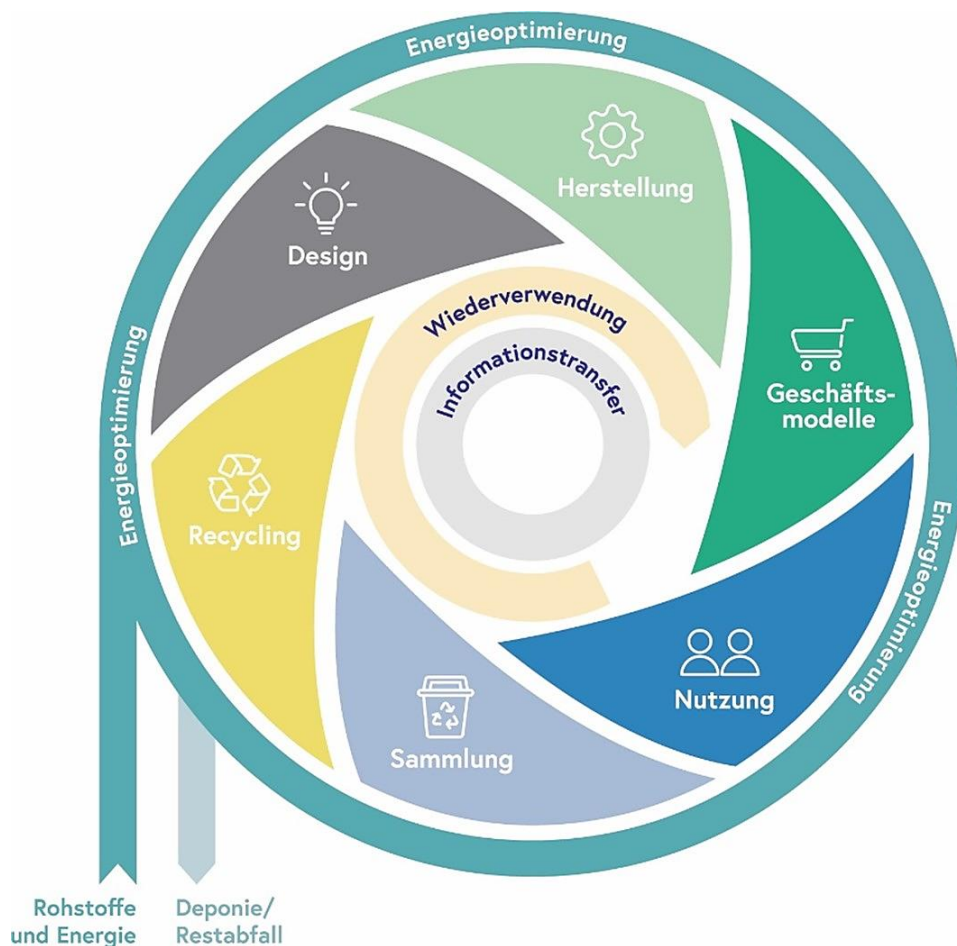 Energieoptimierung
Herstellung
Design
Geschäfts-
modelle
Wiederverwendung
Informationstransfer
Energieoptimierung
Recycling
Energieoptimierung
Nutzung
Sammlung
Rohstoffe
und Energie
Deponie/
Restabfall